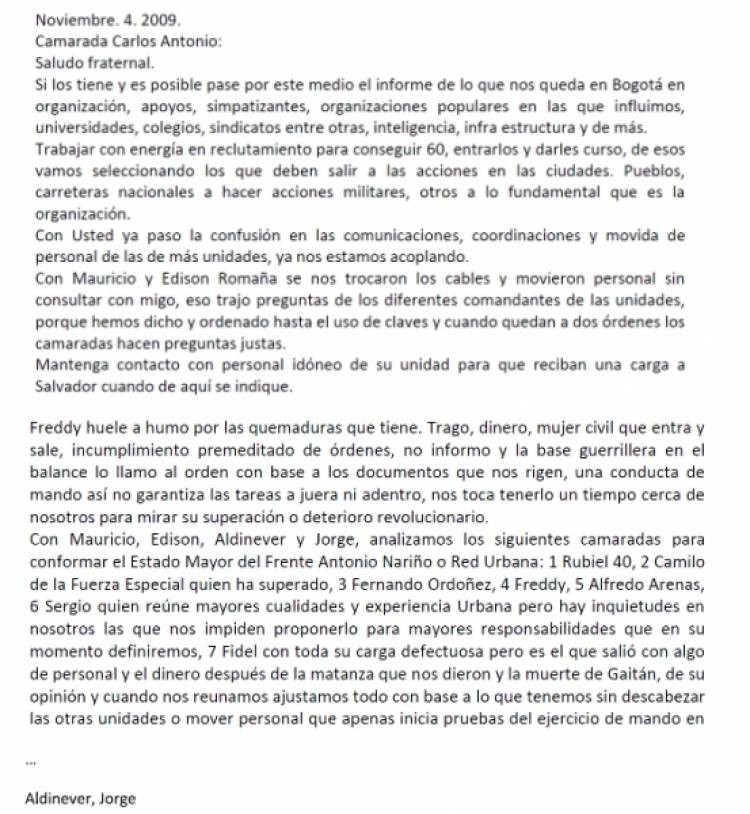 Noviembre. 4. 2009.
Camarada Carlos Antonio:
Saludo fraternal.
Si los tiene y es posible pase por este medio el informe de lo que nos queda en Bogotá en
organización, apoyos, simpatizantes, organizaciones populares en las que influimos,
universidades, colegios, sindicatos entre otras, inteligencia, infra estructura y de más.
Trabajar con energía en reclutamiento para conseguir 60, entrarlos y darles curso, de esos
vamos seleccionando los que deben salir a las acciones en las ciudades. Pueblos,
carreteras nacionales a hacer acciones militares, otros a lo fundamental que es la
organización.
Con Usted ya paso la confusión en las comunicaciones, coordinaciones y movida de
personal de las de más unidades, ya nos estamos acoplando.
Con Mauricio y Edison Romaña se nos trocaron los cables y movieron personal sin
consultar con migo, eso trajo preguntas de los diferentes comandantes de las unidades,
porque hemos dicho y ordenado hasta el uso de claves y cuando quedan a dos órdenes los
camaradas hacen preguntas justas.
Mantenga contacto con personal idóneo de su unidad para que reciban una carga a
Salvador cuando de aquí se indique.
Freddy huele a humo por las quemaduras que tiene. Trago, dinero, mujer civil que entra y
sale, incumplimiento premeditado de órdenes, no informo y la base guerrillera en el
balance lo llamo al orden con base a los documentos que nos rigen, una conducta de
mando así no garantiza las tareas a juera ni adentro, nos toca tenerlo un tiempo cerca de
nosotros para mirar su superación o deterioro revolucionario.
Con Mauricio, Edison, Aldinever y Jorge, analizamos los siguientes camaradas para
conformar el Estado Mayor del Frente Antonio Nariño o Red Urbana: 1 Rubiel 40, 2 Camilo
de la Fuerza Especial quien ha superado, 3 Fernando Ordoñez, 4 Freddy, 5 Alfredo Arenas,
6 Sergio quien reúne mayores cualidades y experiencia Urbana pero hay inquietudes en
nosotros las que nos impiden proponerlo para mayores responsabilidades que en su
momento definiremos, 7 Fidel con toda su carga defectuosa pero es el que salió con algo
de personal y el dinero después de la matanza que nos dieron y la muerte de Gaitán, de su
opinión y cuando nos reunamos ajustamos todo con base a lo que tenemos sin descabezar
las otras unidades o mover personal que apenas inicia pruebas del ejercicio de mando en
...
Aldinever, Jorge